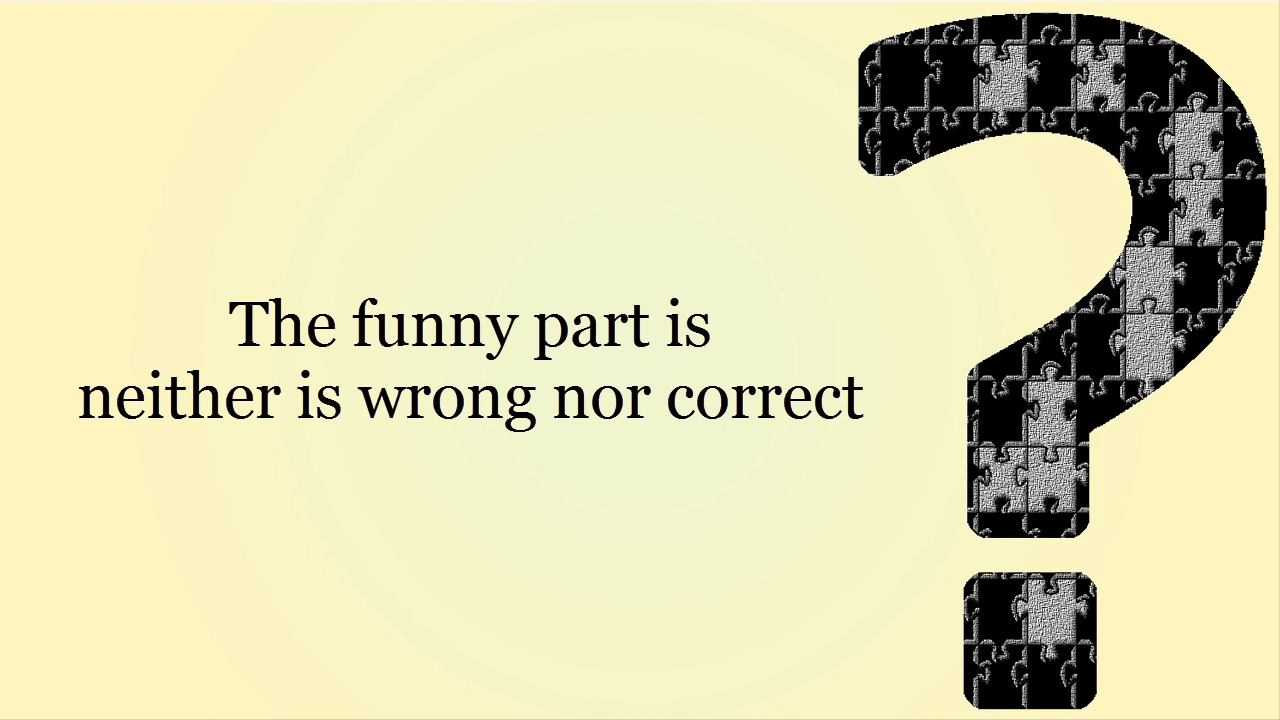 The funny part is
neither is wrong nor correct